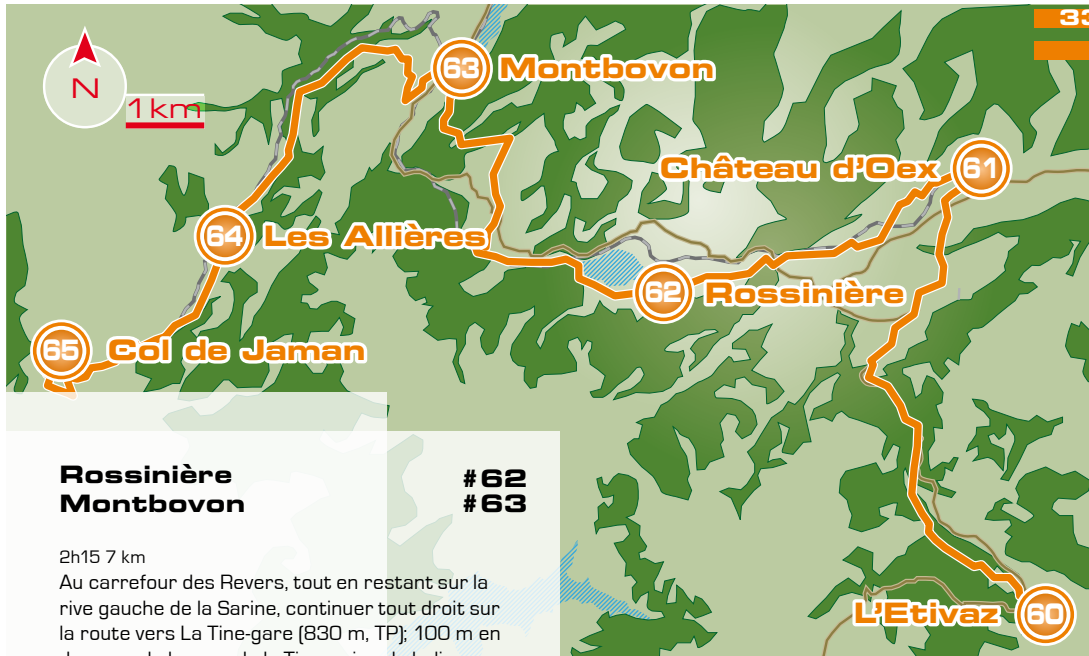 33
N
1km
63 Montbovon
Château d'Oex 61
64 Les Allières
62 Rossinière
65 Col de Jaman
L'Etivaz 60
Rossinière #62
Montbovon #63
2h15 7 km
Au carrefour des Revers, tout en restant sur la
rive gauche de la Sarine, continuer tout droit sur
la route vers La Tine-gare (830 m, TP); 100 m en